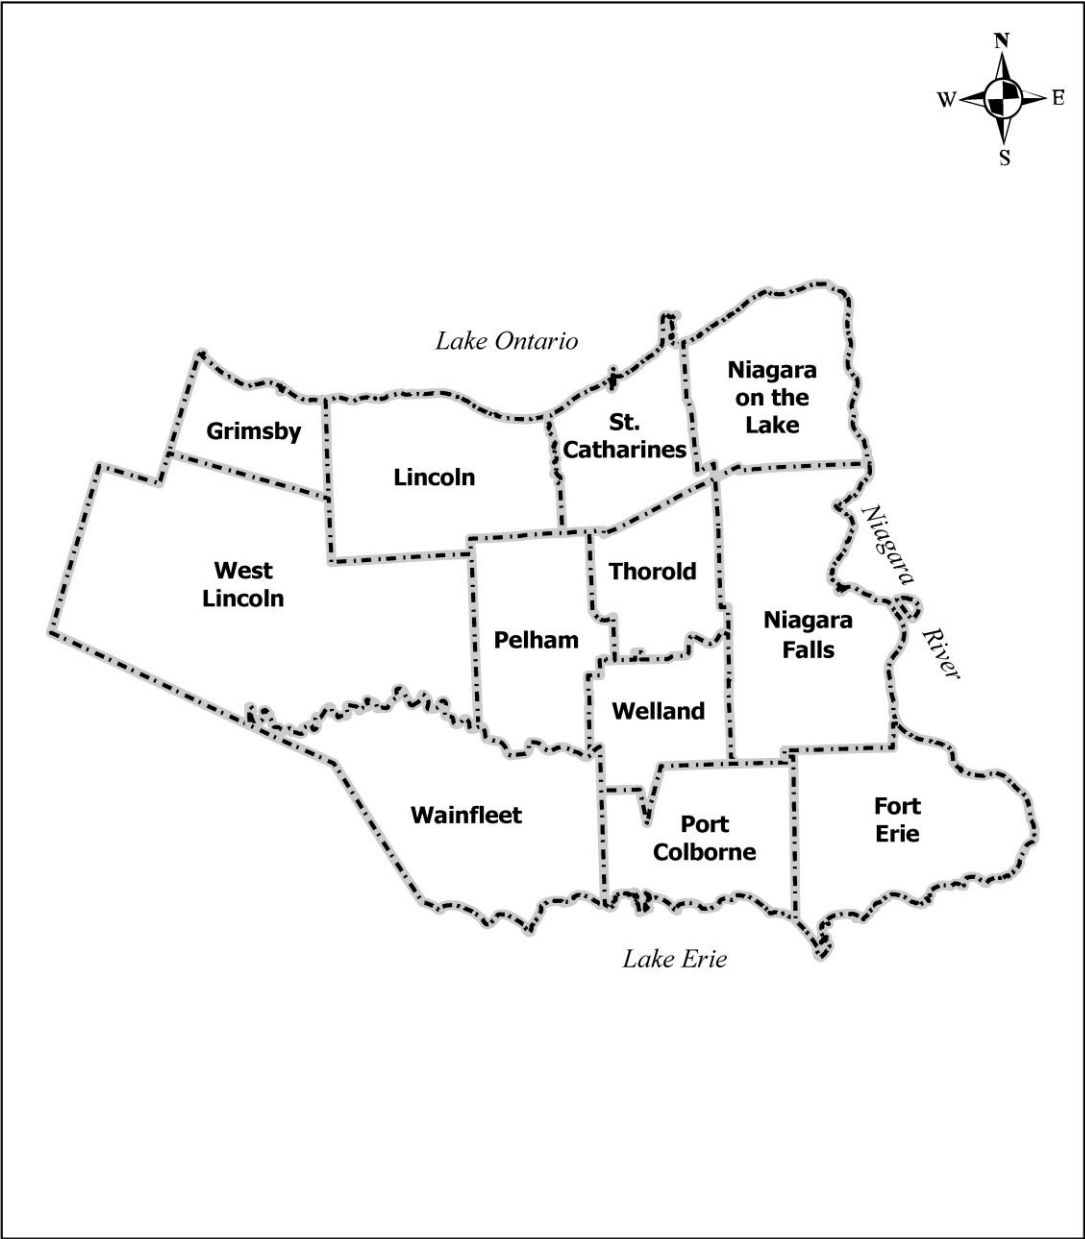 N
W
E
S
Lake Ontario
Niagara
on the
Lake
Grimsby
St.
Catharines
Lincoln
Niagara
River
West
Lincoln
Thorold
Pelham
Niagara
Falls
Welland
Wainfleet
Port
Colborne
Fort
Erie
Lake Erie